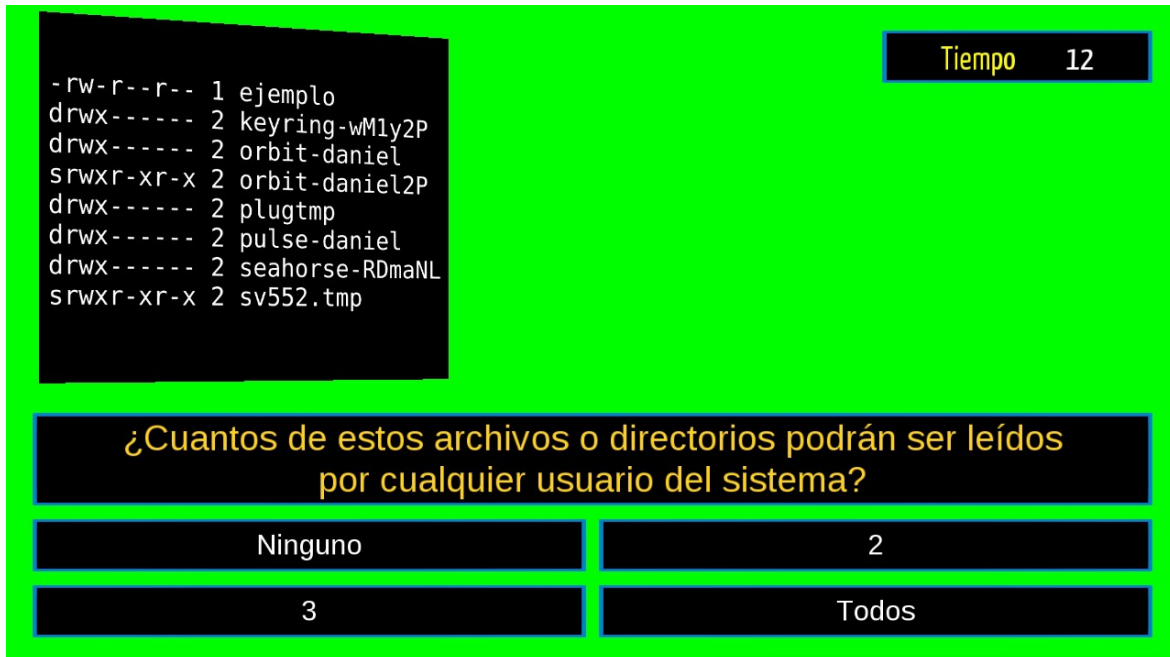 -rw-r--r-- 1 ejemplo
drwx------ 2 keyring-wM1y2P
drwx------ 2 orbit-daniel
srwxr-xr-x 2 orbit-daniel2P
drwx------ 2 plugtmp
drwx------ 2 pulse-daniel
drwx------ 2 seahorse-RDmaNL
srwxr-xr-x 2 sv552.tmp
Tiempo 12
¿Cuantos de estos archivos o directorios podrán ser leídos
por cualquier usuario del sistema?
Ninguno
2
3
Todos